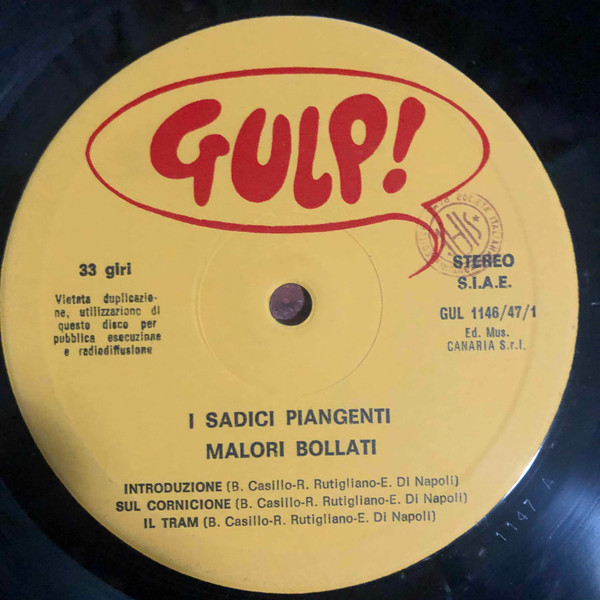 GULP!
33 giri
Vietata duplicazio-
ne, utilizzazione di
questo disco per
pubblica esecuzione
e radiodiffusione
STEREO
S.I.A.E.
GUL 1146/47/1
Ed. Mus.
CANARIA S.r.l.
I SADICI PIANGENTI
MALORI BOLLATI
INTRODUZIONE (B. Casillo-R. Rutigliano-E. Di Napoli)
SUL CORNICIONE (B. Casillo-R. Rutigliano-E. Di Napoli)
IL TRAM (B. Casillo-R. Rutigliano-E. Di Napoli)
1147 A